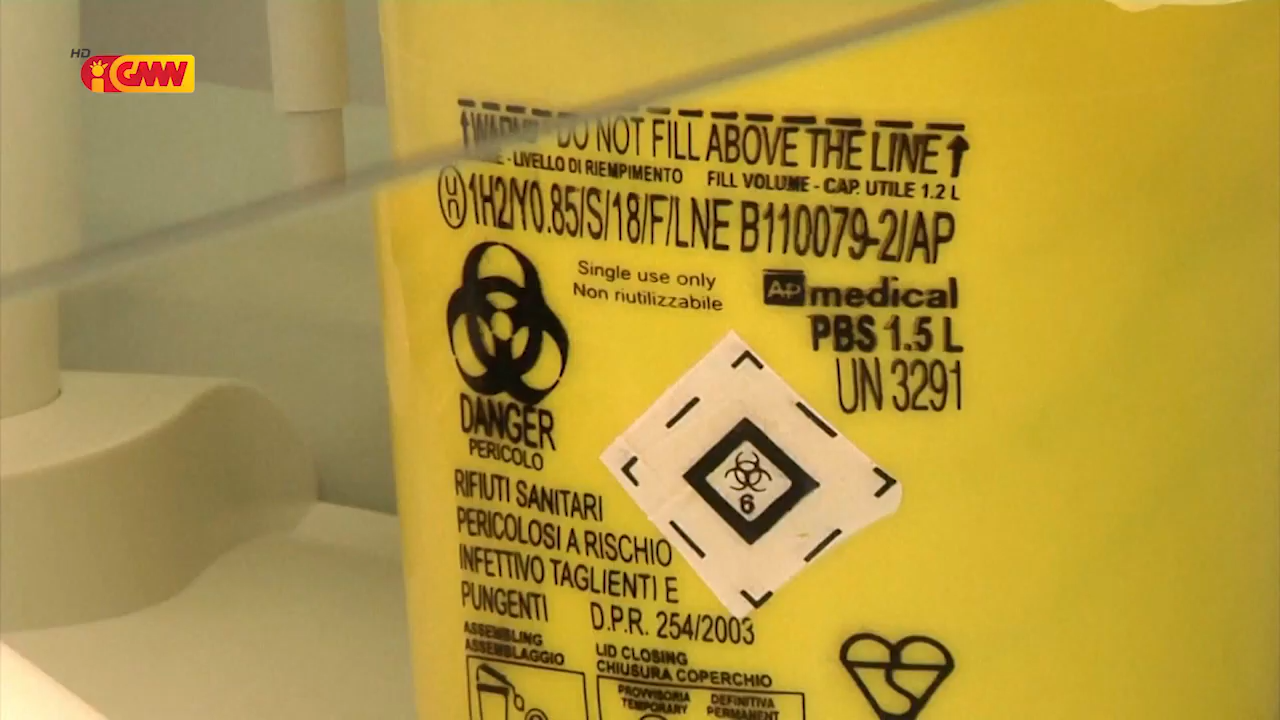 HD
iGMW
DO NOT FILL ABOVE THE LINE
- LIVELLO DI RIEMPIMENTO FILL VOLUME - CAP. UTILE 1.2 L
1H2/Y0.85/S/18/F/LNE B110079-2/AP
Single use only
Non riutilizzabile
AP medical
PBS 1.5 L
UN 3291
DANGER
PERICOLO
6
RIFIUTI SANITARI
PERICOLOSI A RISCHIO
INFETTIVO TAGLIENTI E
PUNGENTI D.P.R. 254/2003
ASSEMBLING
ASSEMBLAGGIO
LID CLOSING
CHIUSURA COPERCHIO
PROVVISORIA
TEMPORARY
DEFINITIVA
PERMANENT